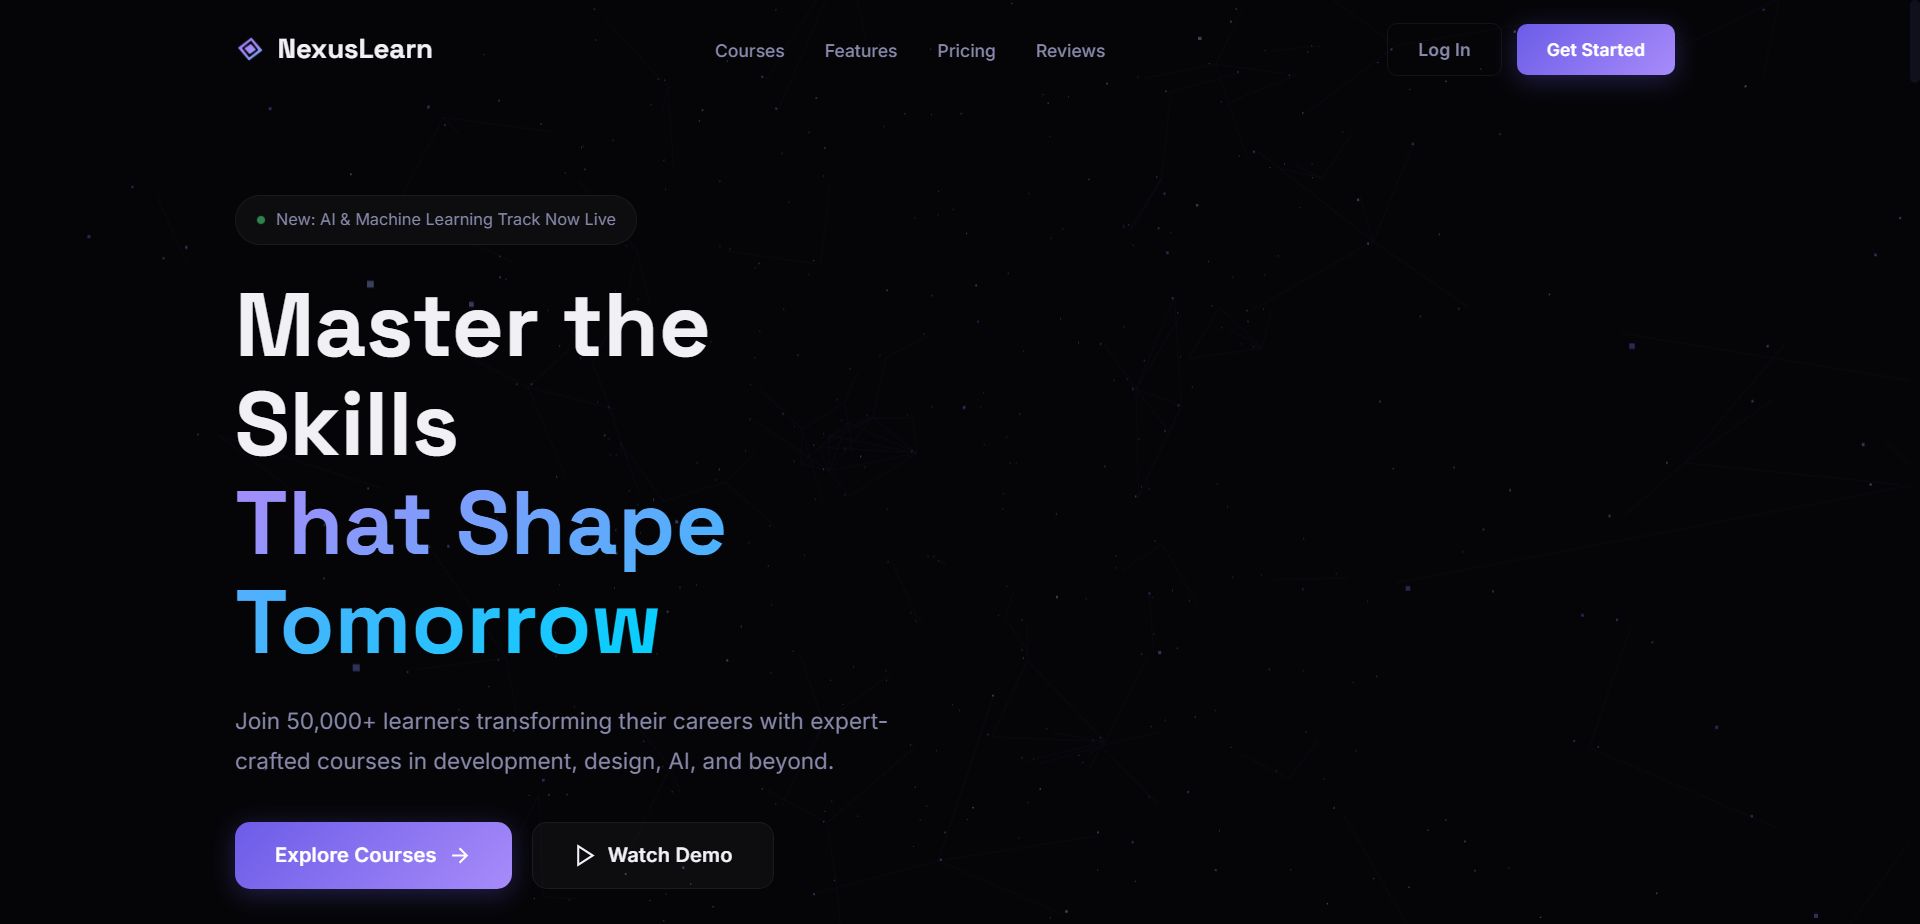 NexusLearn
Courses
Features
Pricing
Reviews
Log In
Get Started
New: AI & Machine Learning Track Now Live
Master the
Skills
That Shape
Tomorrow
Join 50,000+ learners transforming their careers with expert-
crafted courses in development, design, AI, and beyond.
Explore Courses →
Watch Demo